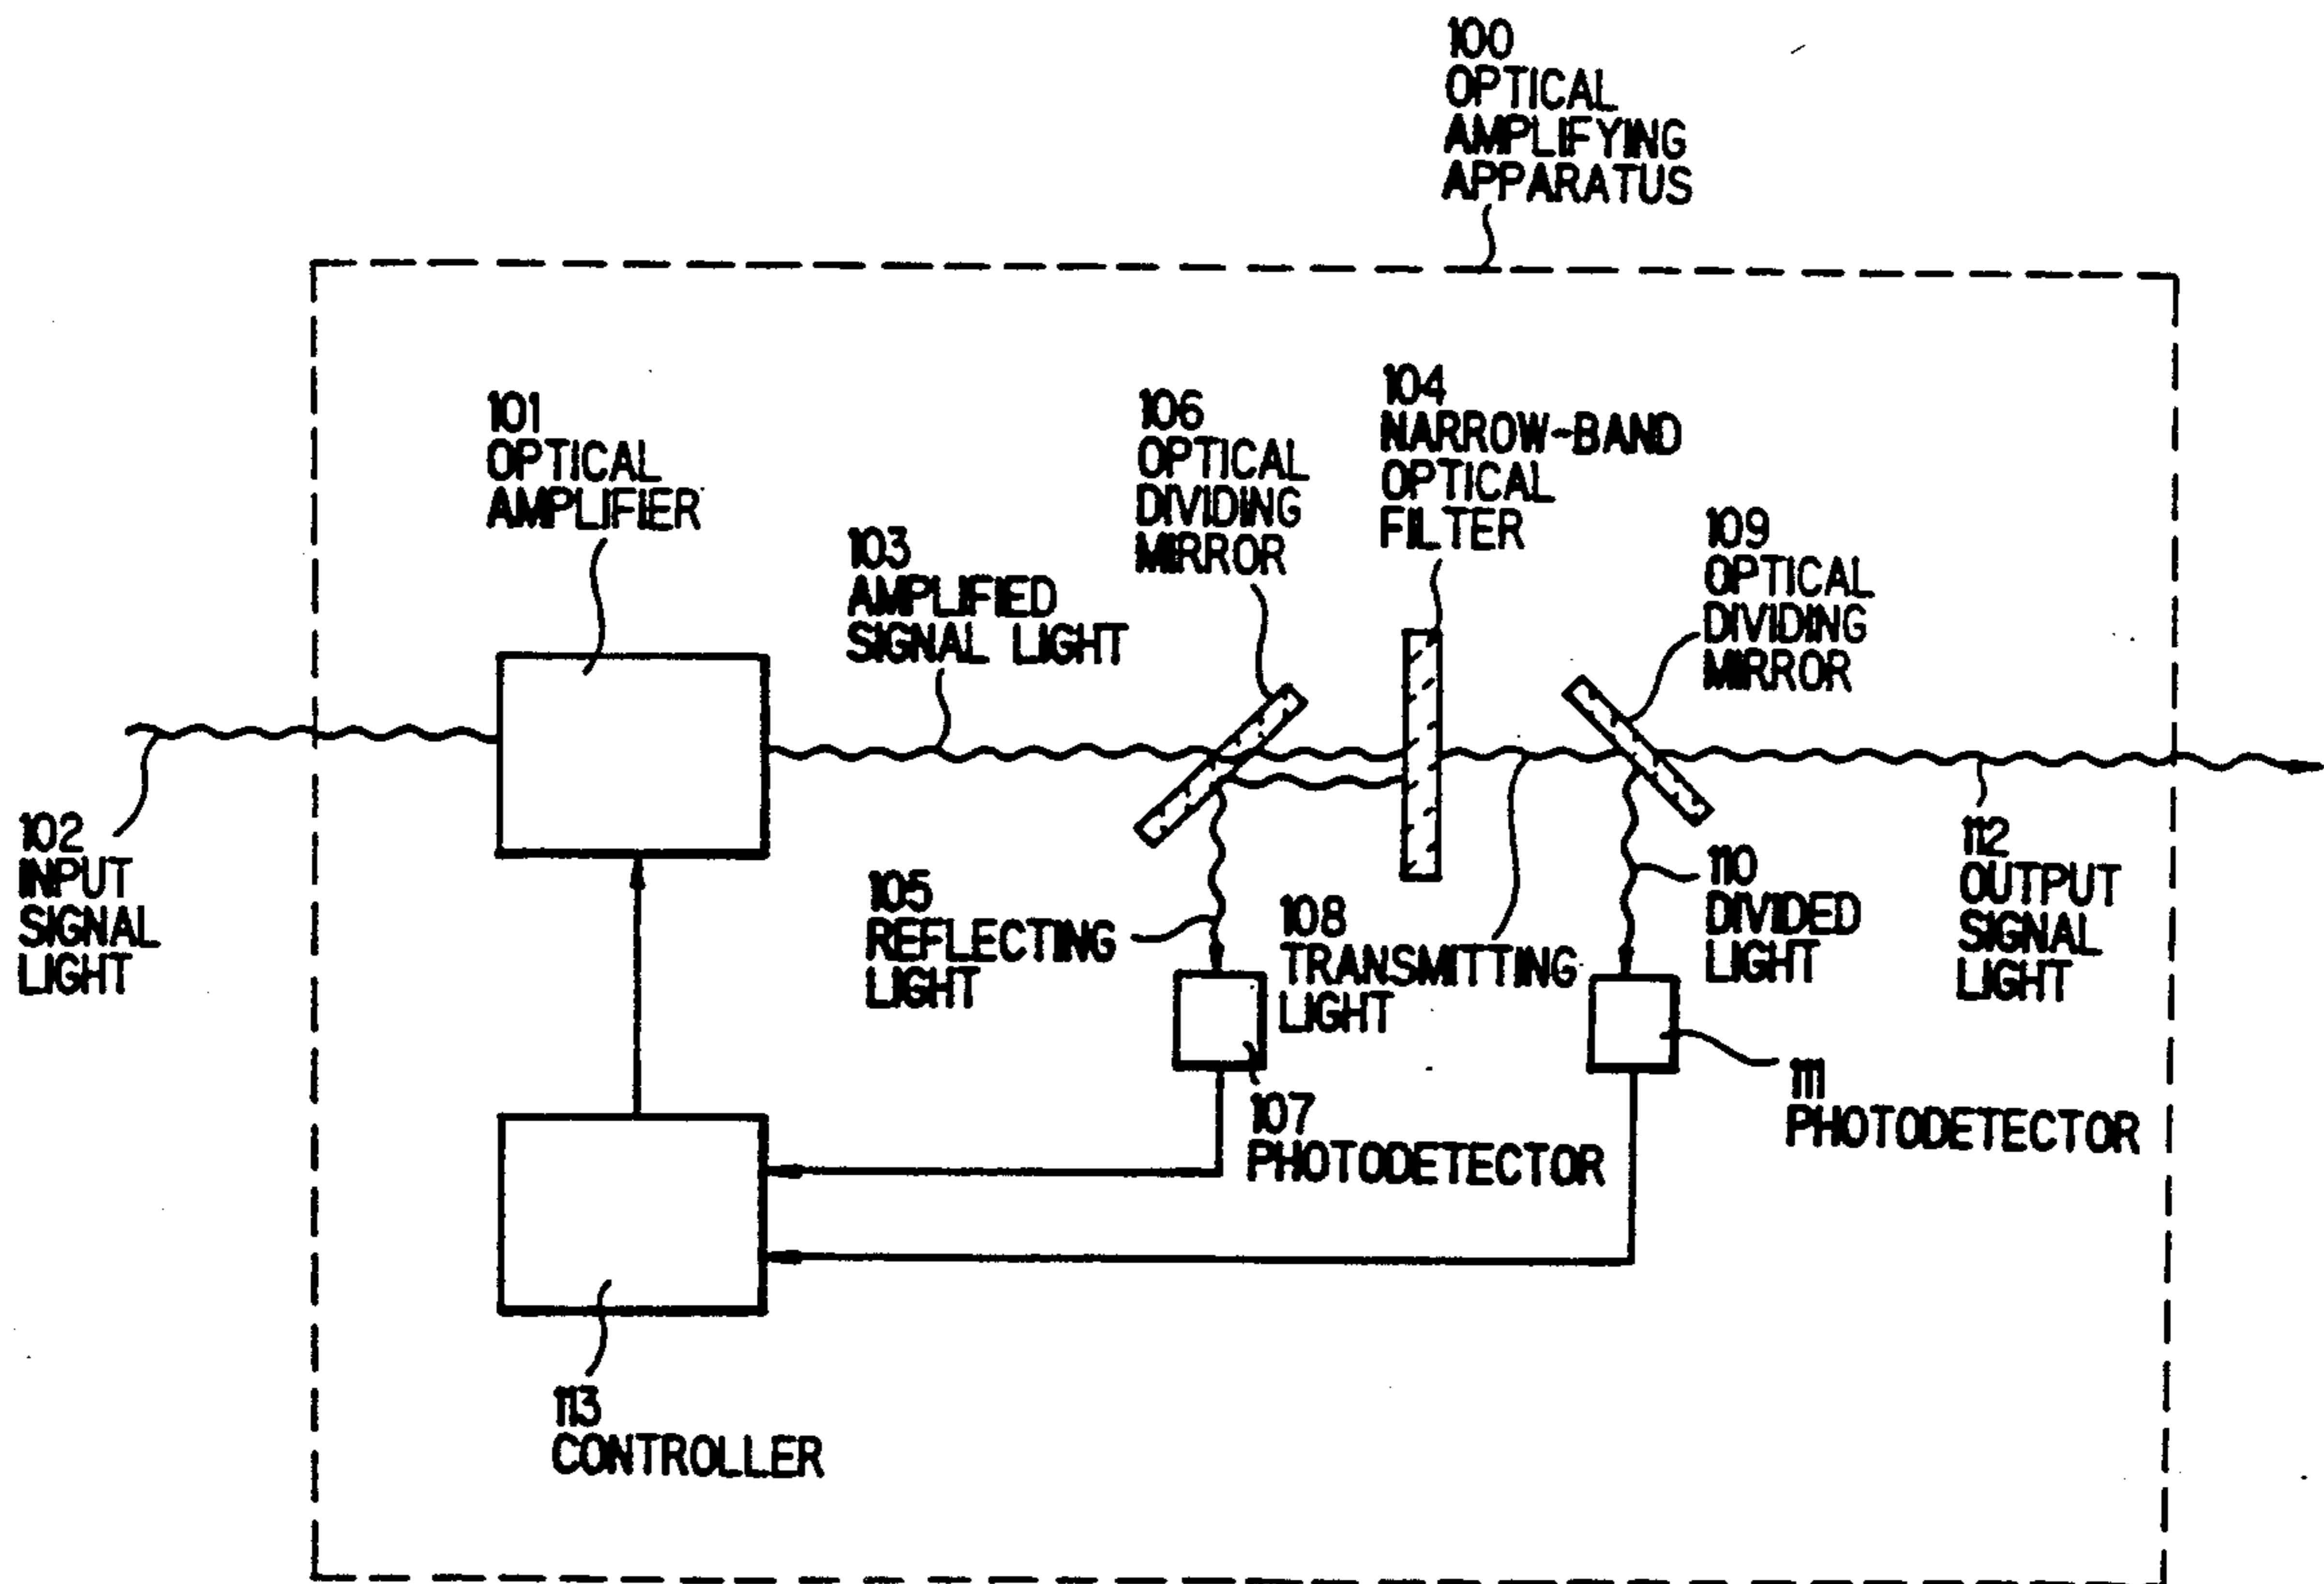 100
OPTICAL
AMPLIFYING
APPARATUS
101
OPTICAL
AMPLIFIER
103
AMPLIFIED
SIGNAL LIGHT
106
OPTICAL
DIVIDING
MIRROR
104
NARROW-BAND
OPTICAL
FILTER
109
OPTICAL
DIVIDING
MIRROR
102
INPUT
SIGNAL
LIGHT
105
REFLECTING
LIGHT
108
TRANSMITTING
LIGHT
110
DIVIDED
LIGHT
112
OUTPUT
SIGNAL
LIGHT
107
PHOTODETECTOR
111
PHOTODETECTOR
113
CONTROLLER